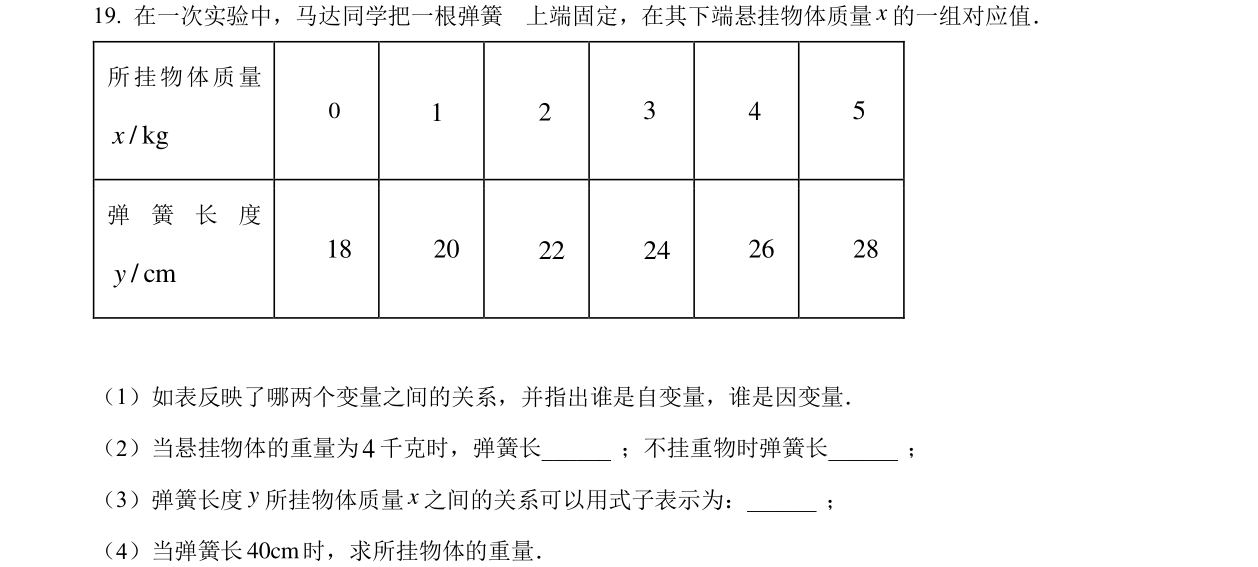 19. 在一次实验中，马达同学把一根弹簧 上端固定，在其下端悬挂物体质量 x 的一组对应值．
所挂物体质量 x/kg 0 1 2 3 4 5
弹簧长度 y/cm 18 20 22 24 26 28
（1）如表反映了哪两个变量之间的关系，并指出谁是自变量，谁是因变量．
（2）当悬挂物体的重量为4千克时，弹簧长______ ；不挂重物时弹簧长______ ；
（3）弹簧长度 y 所挂物体质量 x 之间的关系可以用式子表示为：______ ；
（4）当弹簧长40cm时，求所挂物体的重量．